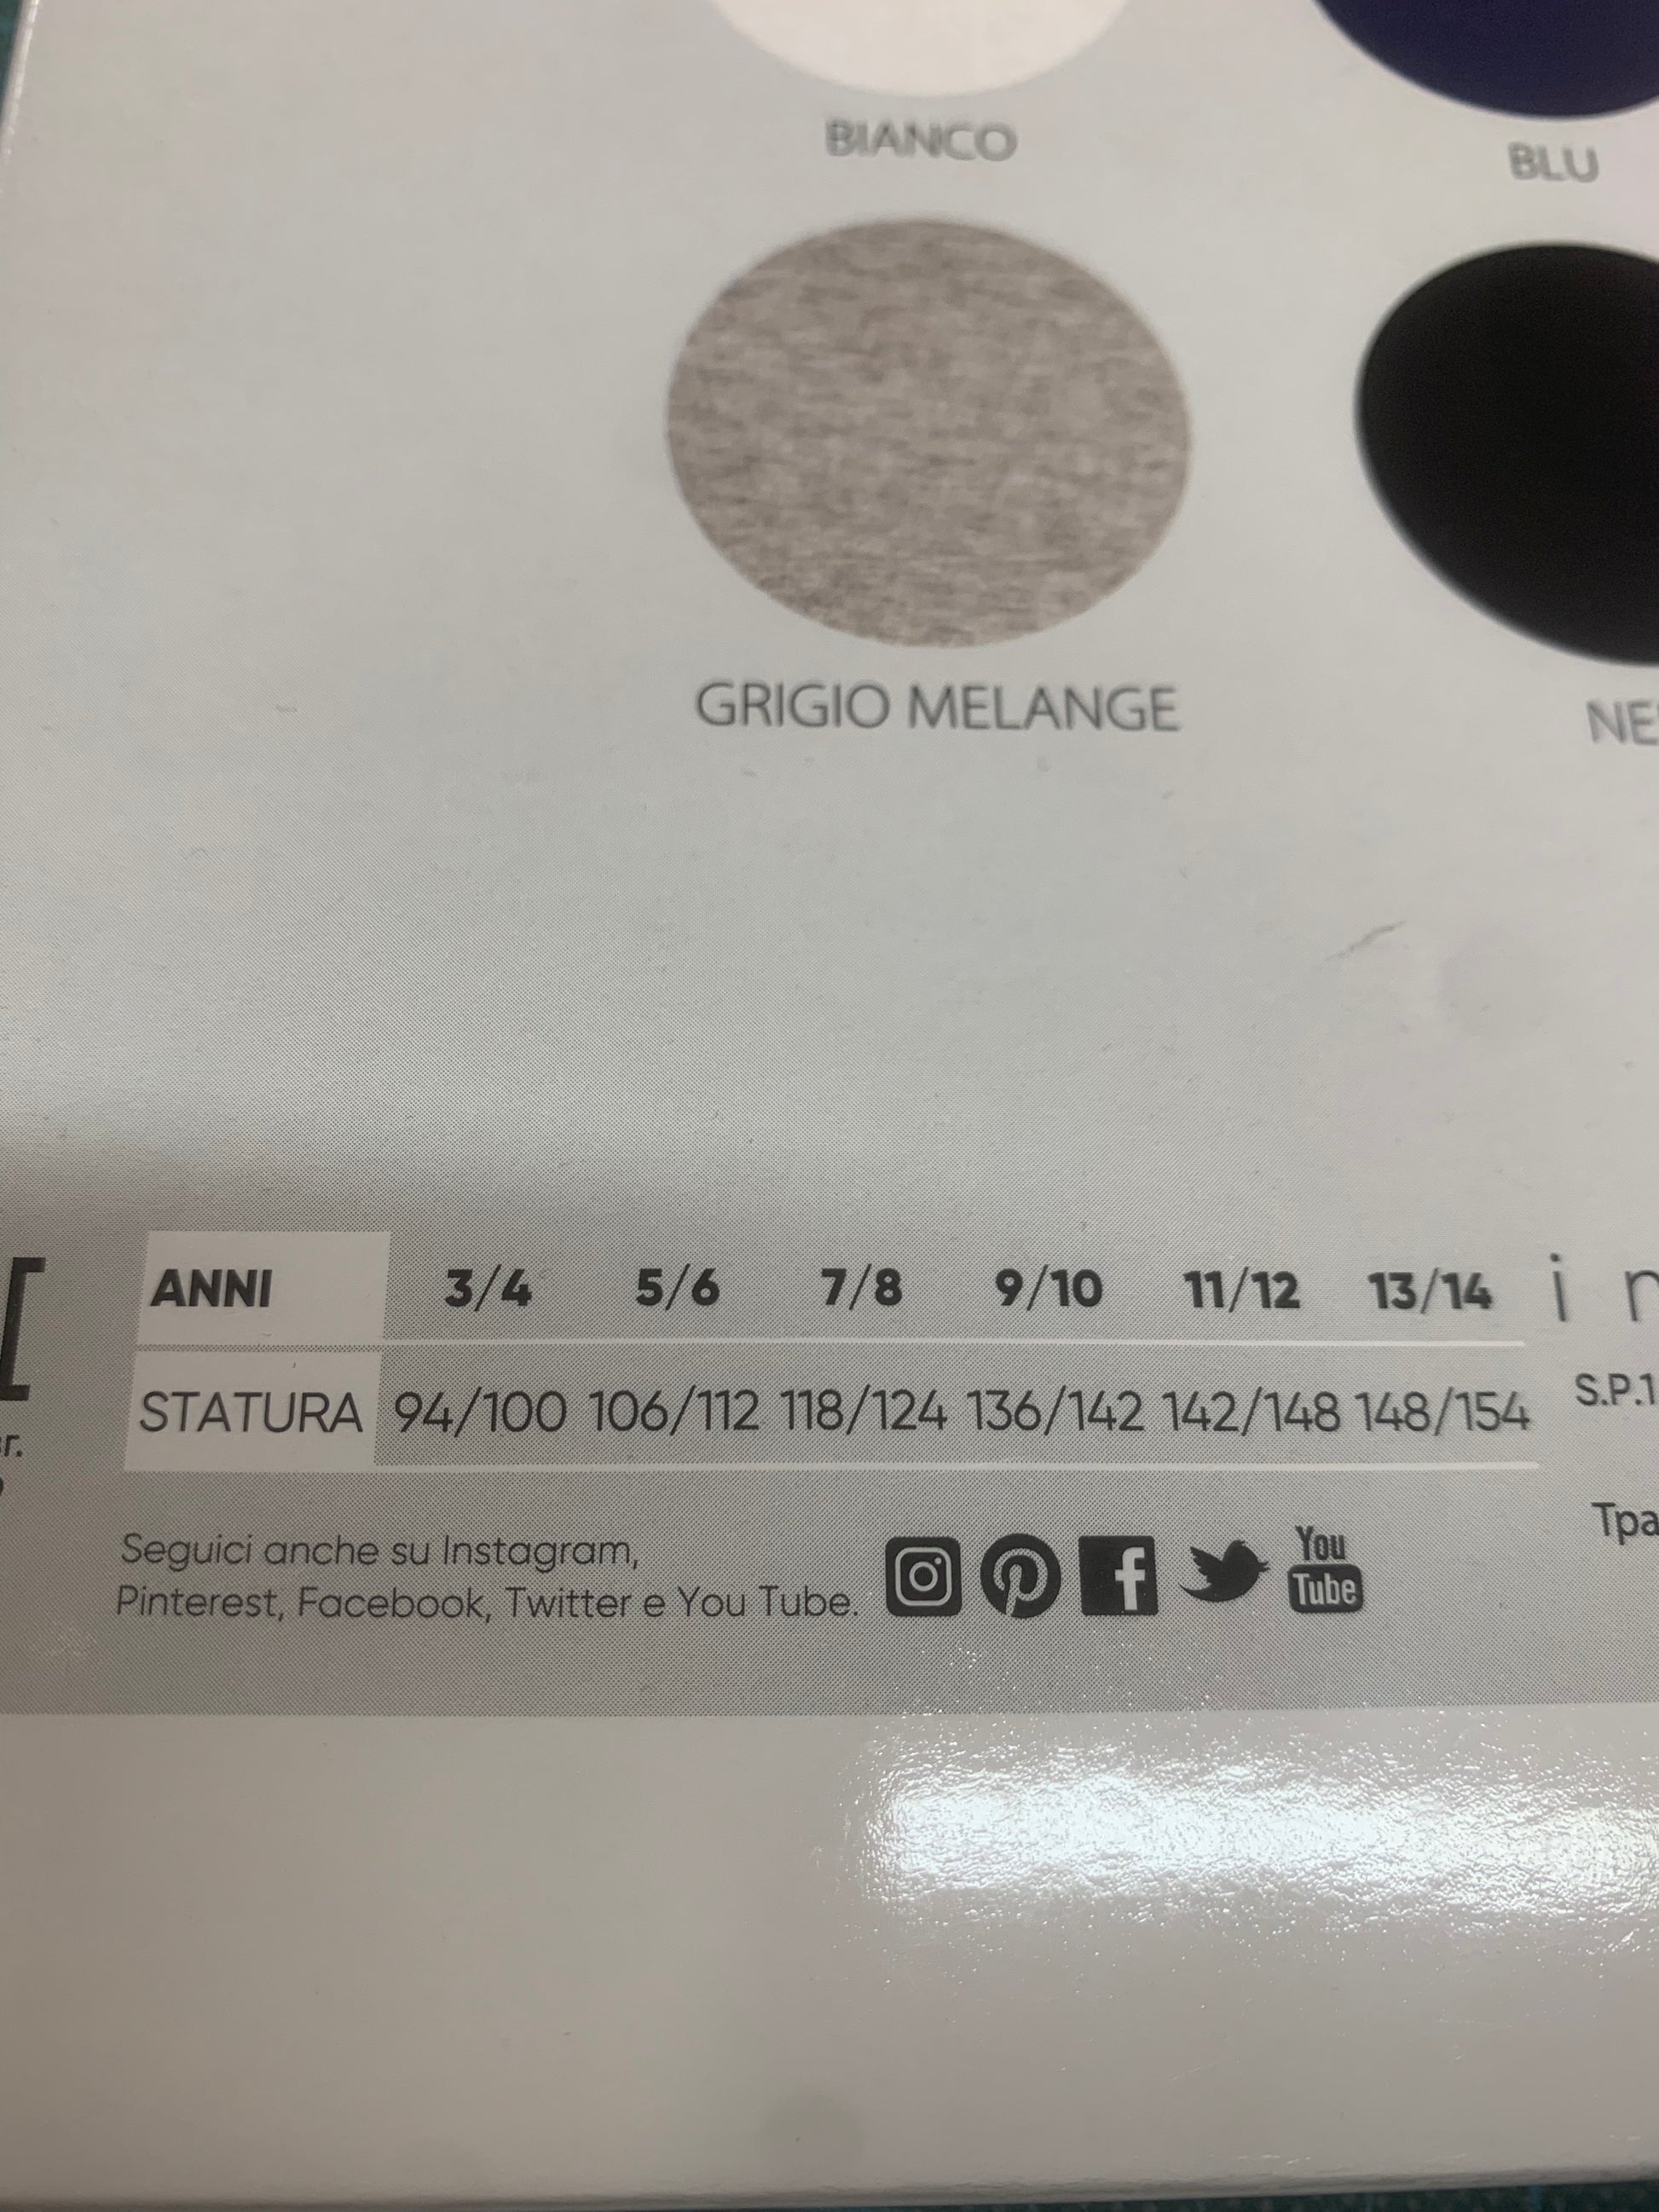 BIANCO
BLU
GRIGIO MELANGE
ANNI 3/4 5/6 7/8 9/10 11/12 13/14
STATURA 94/100 106/112 118/124 136/142 142/148 148/154
S.P.1
Seguici anche su Instagram,
Pinterest, Facebook, Twitter e You Tube.
You
Tube